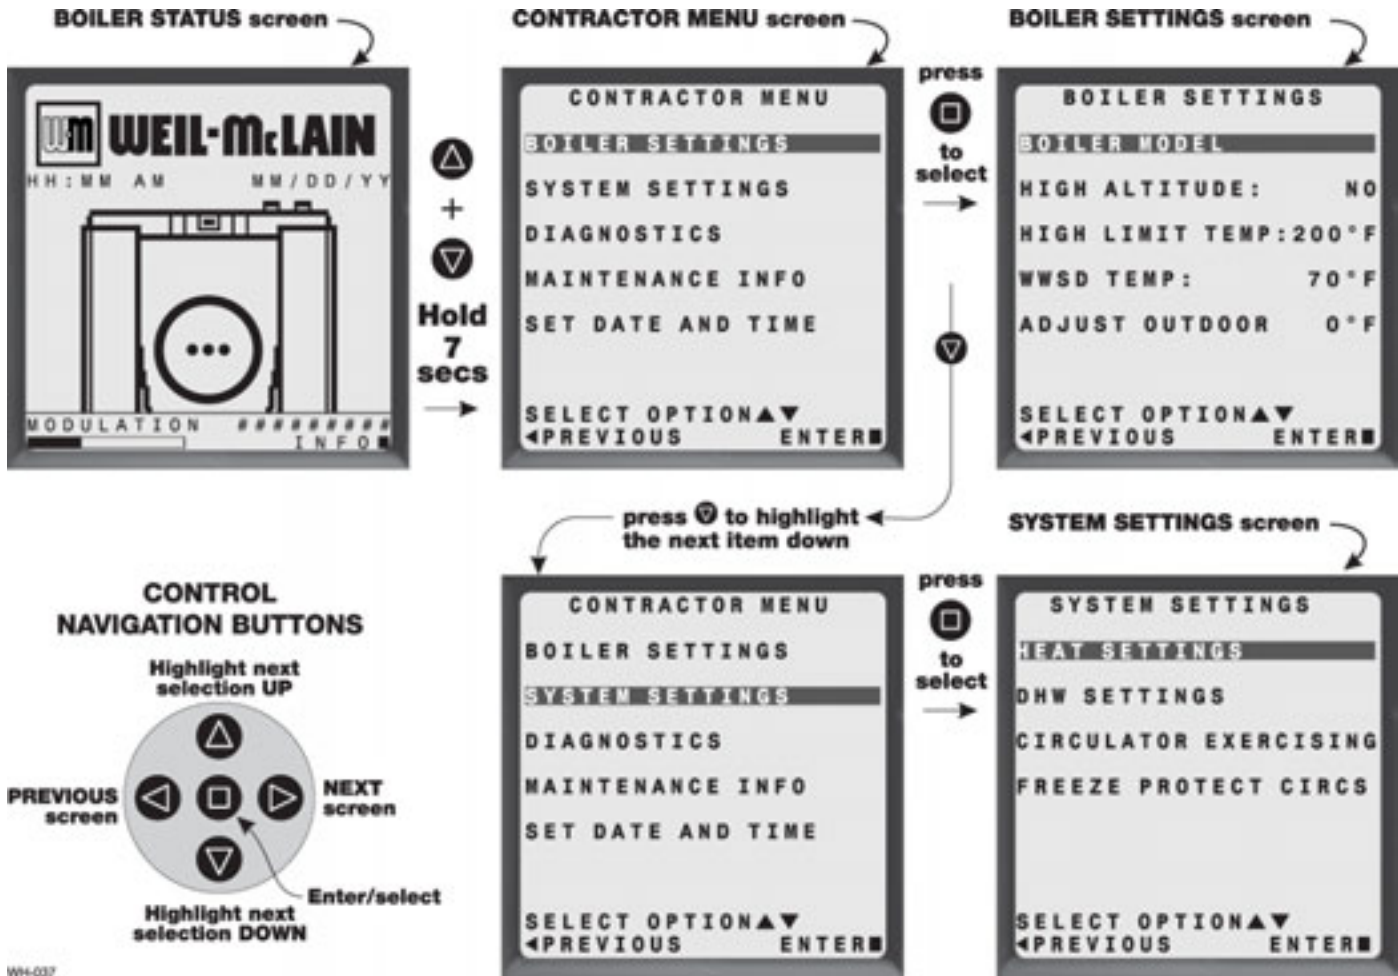 BOILER STATUS screen
WEIL-McLAIN
HH:MM AM MM/DD/YY
MODULATION #########
INFO■
△
+
▽
Hold
7
secs
CONTRACTOR MENU screen
CONTRACTOR MENU
BOILER SETTINGS
SYSTEM SETTINGS
DIAGNOSTICS
MAINTENANCE INFO
SET DATE AND TIME
SELECT OPTION▲▼
◀PREVIOUS ENTER■
press
to
select
BOILER SETTINGS screen
BOILER SETTINGS
BOILER MODEL
HIGH ALTITUDE: NO
HIGH LIMIT TEMP:200°F
WWSD TEMP: 70°F
ADJUST OUTDOOR 0°F
SELECT OPTION▲▼
◀PREVIOUS ENTER■
press ▽ to highlight
the next item down
CONTROL
NAVIGATION BUTTONS
Highlight next
selection UP
PREVIOUS
screen
NEXT
screen
Enter/select
Highlight next
selection DOWN
CONTRACTOR MENU
BOILER SETTINGS
SYSTEM SETTINGS
DIAGNOSTICS
MAINTENANCE INFO
SET DATE AND TIME
SELECT OPTION▲▼
◀PREVIOUS ENTER■
press
to
select
SYSTEM SETTINGS screen
SYSTEM SETTINGS
HEAT SETTINGS
DHW SETTINGS
CIRCULATOR EXERCISING
FREEZE PROTECT CIRCS
SELECT OPTION▲▼
◀PREVIOUS ENTER■
WH-037